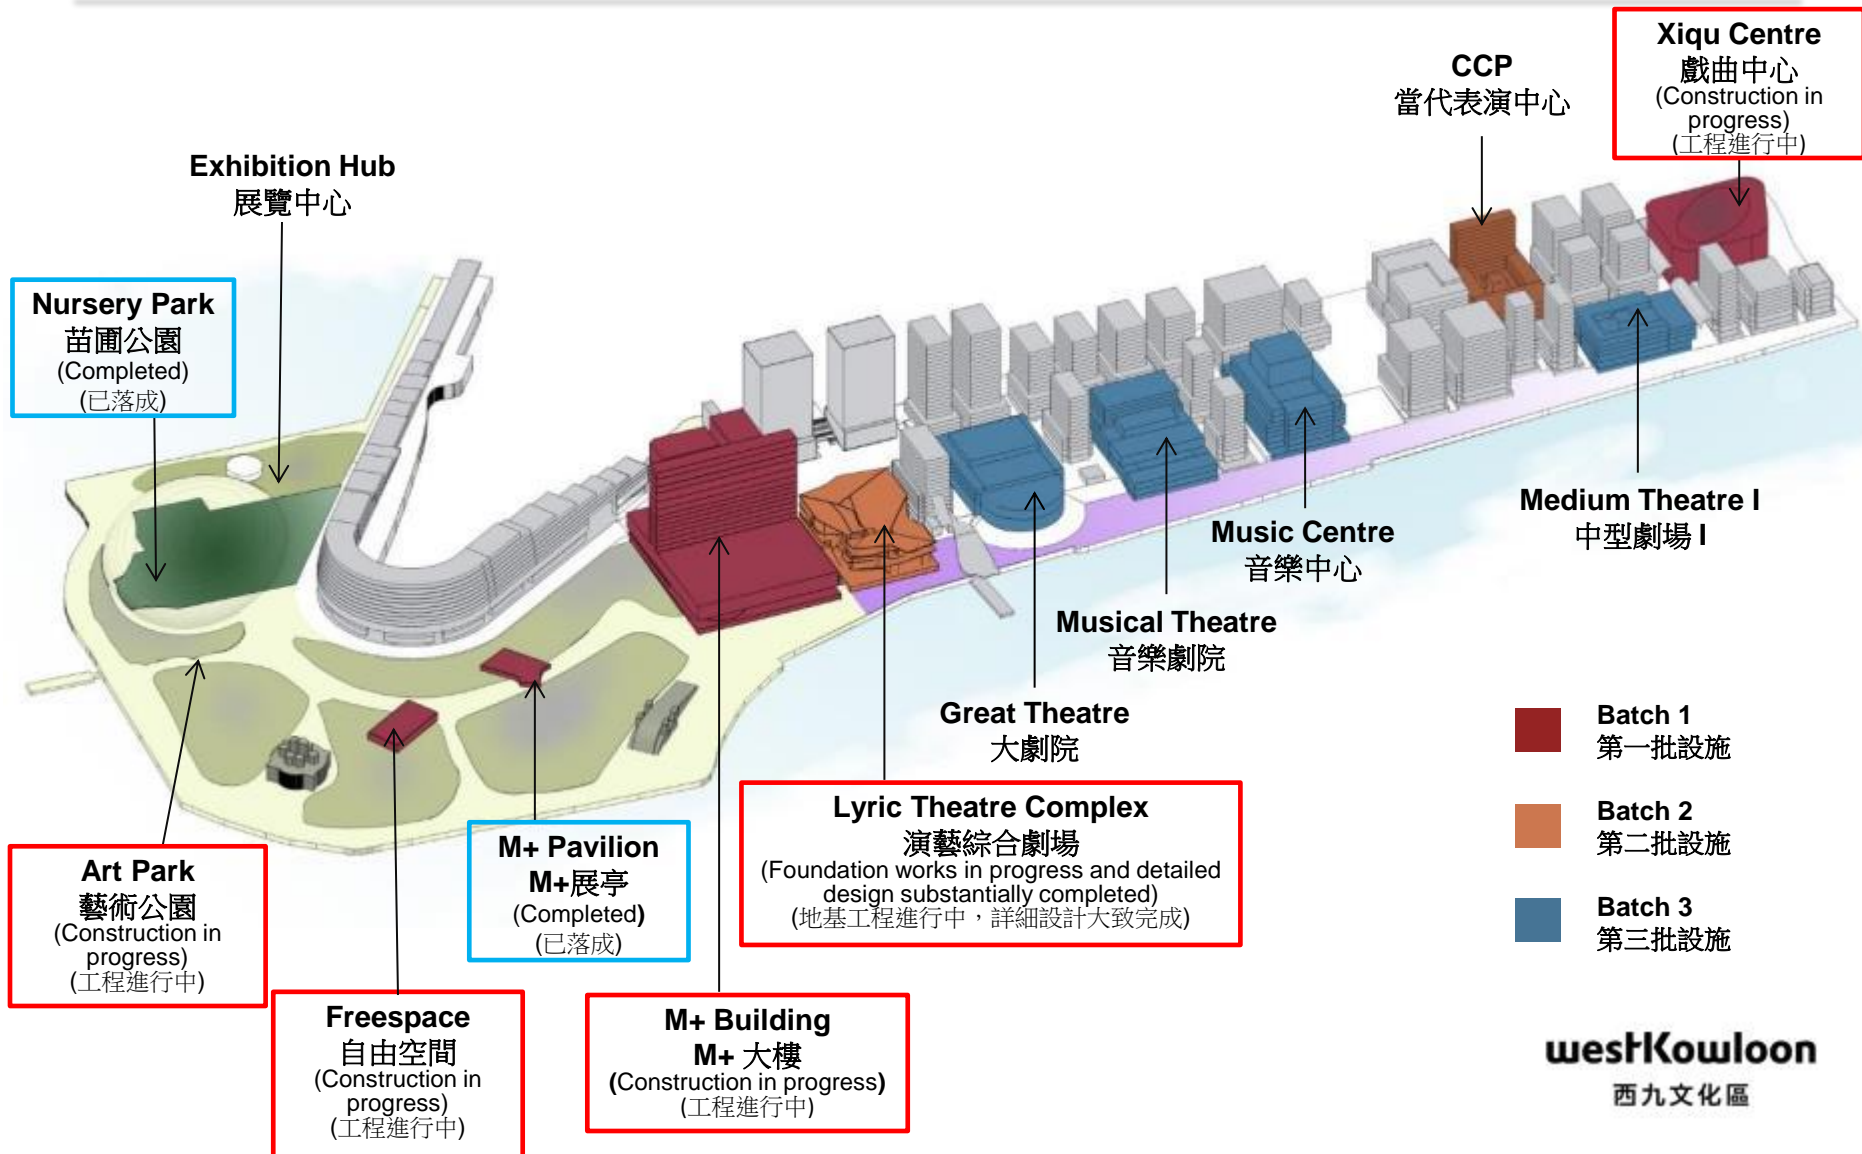 Xiqu Centre
戲曲中心
(Construction in
progress)
(工程進行中)
CCP
當代表演中心
Exhibition Hub
展覽中心
Nursery Park
苗圃公園
(Completed)
(已落成)
Medium Theatre I
中型劇場 I
Music Centre
音樂中心
Musical Theatre
音樂劇院
Great Theatre
大劇院
Lyric Theatre Complex
演藝綜合劇場
(Foundation works in progress and detailed
design substantially completed)
(地基工程進行中，詳細設計大致完成)
M+ Pavilion
M+展亭
(Completed)
(已落成)
Art Park
藝術公園
(Construction in
progress)
(工程進行中)
Freespace
自由空間
(Construction in
progress)
(工程進行中)
M+ Building
M+ 大樓
(Construction in progress)
(工程進行中)
Batch 1
第一批設施
Batch 2
第二批設施
Batch 3
第三批設施
westKowloon
西九文化區